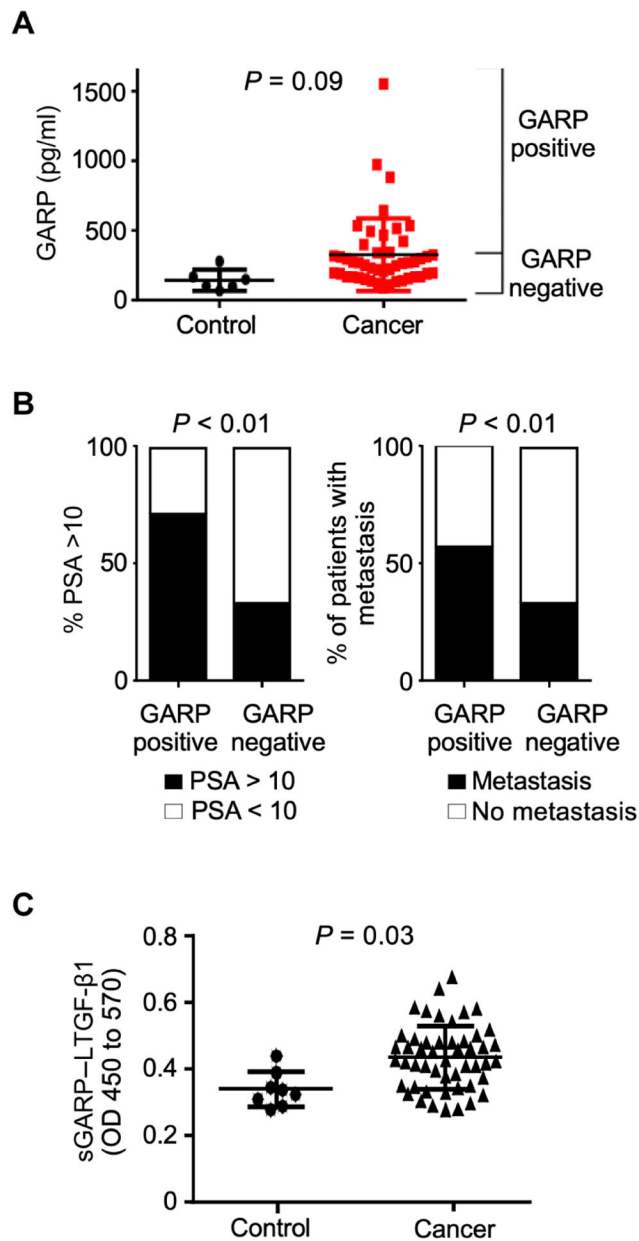 A
P = 0.09
GARP (pg/ml)
1500
1000
500
0
Control
Cancer
GARP
positive
GARP
negative
B
P < 0.01
% PSA >10
100
50
0
GARP
positive
GARP
negative
PSA > 10
PSA < 10
P < 0.01
% of patients with
metastasis
100
50
0
GARP
positive
GARP
negative
Metastasis
No metastasis
C
P = 0.03
sGARP–LTGF-β1
(OD 450 to 570)
0.8
0.6
0.4
0.2
0
Control
Cancer